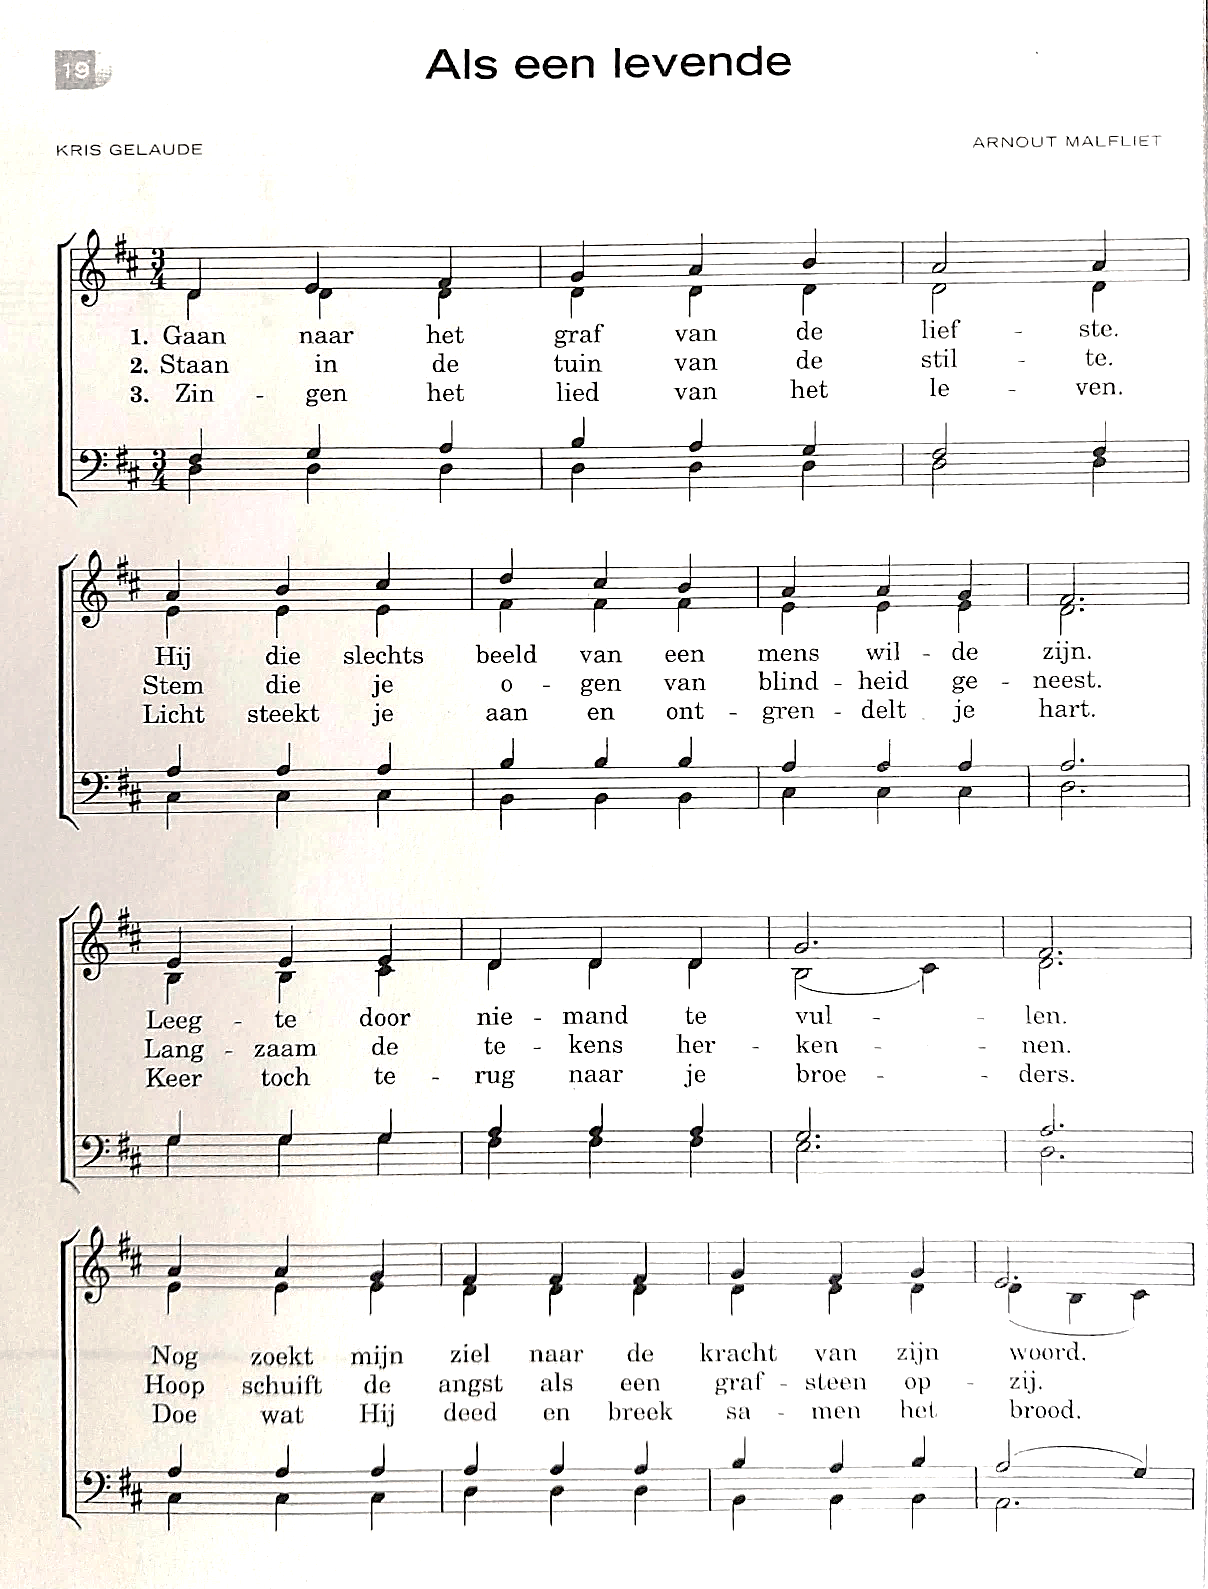 19
Als een levende
KRIS GELAUDE
ARNOUT MALFLIET
3 4
1. Gaan naar het graf van de lief - ste.
2. Staan in de tuin van de stil - te.
3. Zin - gen het lied van het le - ven.
3 4
Hij die slechts beeld van een mens wil - de zijn.
Stem die je o - gen van blind - heid ge - neest.
Licht steekt je aan en ont - gren - delt je hart.
Leeg - te door nie - mand te vul - - len.
Lang - zaam de te - kens her - ken - - nen.
Keer toch te - rug naar je broe - - ders.
Nog zoekt mijn ziel naar de kracht van zijn woord.
Hoop schuift de angst als een graf - steen op - zij.
Doe wat Hij deed en breek sa - men het brood.